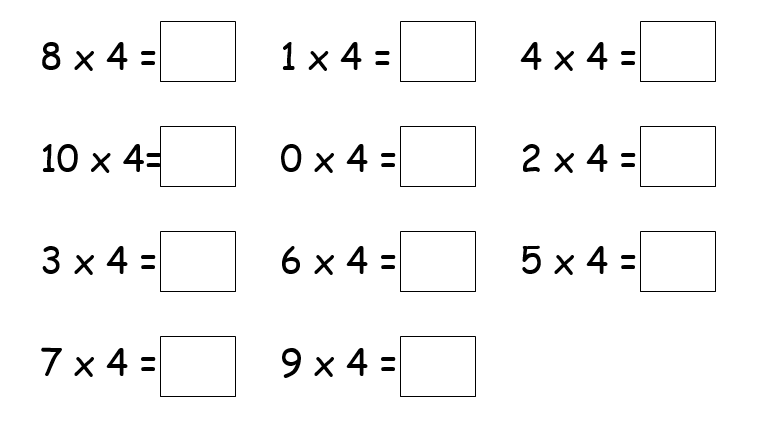 8 x 4 = 1 x 4 = 4 x 4 =
10 x 4= 0 x 4 = 2 x 4 =
3 x 4 = 6 x 4 = 5 x 4 =
7 x 4 = 9 x 4 =